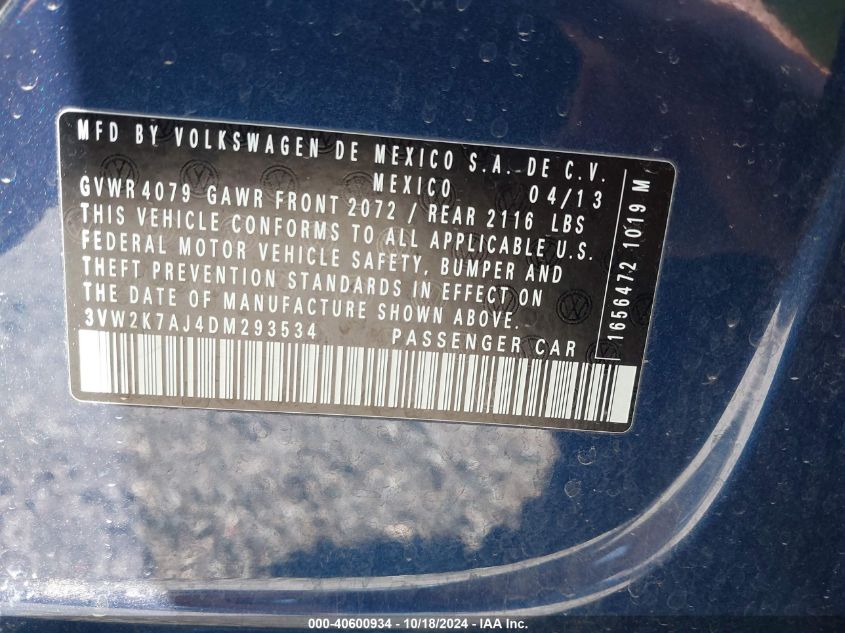 MFD BY VOLKSWAGEN DE MEXICO S.A. DE C.V.
MEXICO 04/13
GVWR 4079 GAWR FRONT 2072 / REAR 2116 LBS
THIS VEHICLE CONFORMS TO ALL APPLICABLE U.S.
FEDERAL MOTOR VEHICLE SAFETY, BUMPER AND
THEFT PREVENTION STANDARDS IN EFFECT ON
THE DATE OF MANUFACTURE SHOWN ABOVE.
3VW2K7AJ4DM293534 PASSENGER CAR
1656472 1019 M
000-40600934 - 10/18/2024 - IAA, Inc.